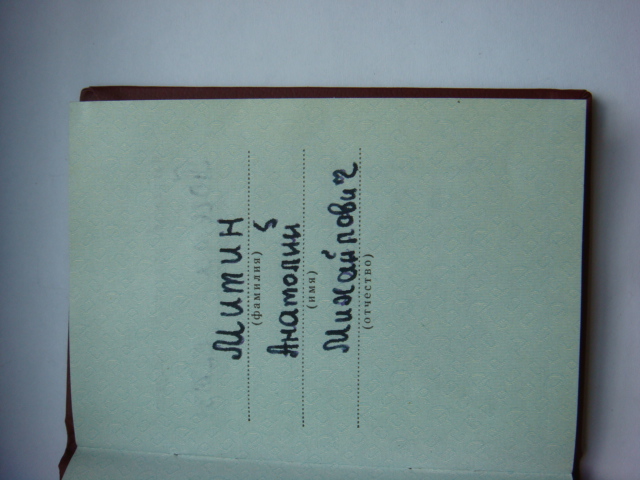 Митин
(фамилия)
Анатолий
(имя)
Михайлович
(отчество)